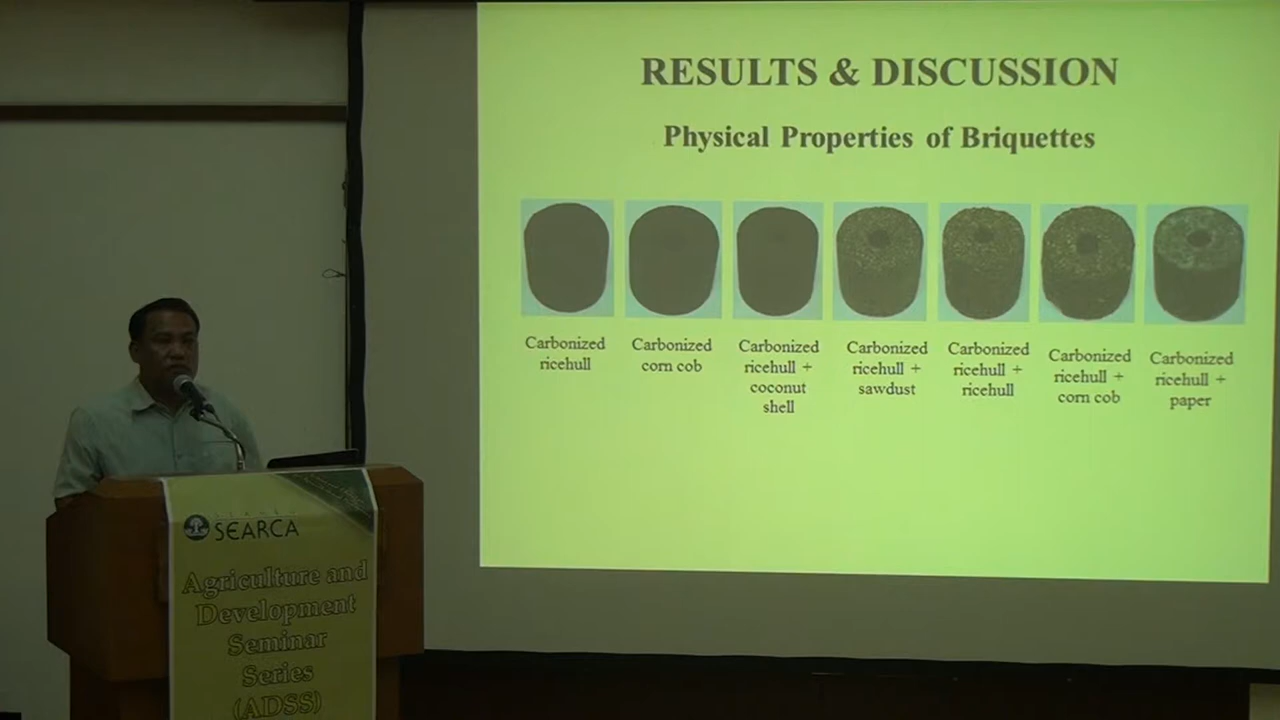 RESULTS & DISCUSSION
Physical Properties of Briquettes
Carbonized
ricehull
Carbonized
corn cob
Carbonized
ricehull +
coconut
shell
Carbonized
ricehull +
sawdust
Carbonized
ricehull +
ricehull
Carbonized
ricehull +
corn cob
Carbonized
ricehull +
paper
SEARCA
Agriculture and
Development
Seminar
Series
(ADSS)